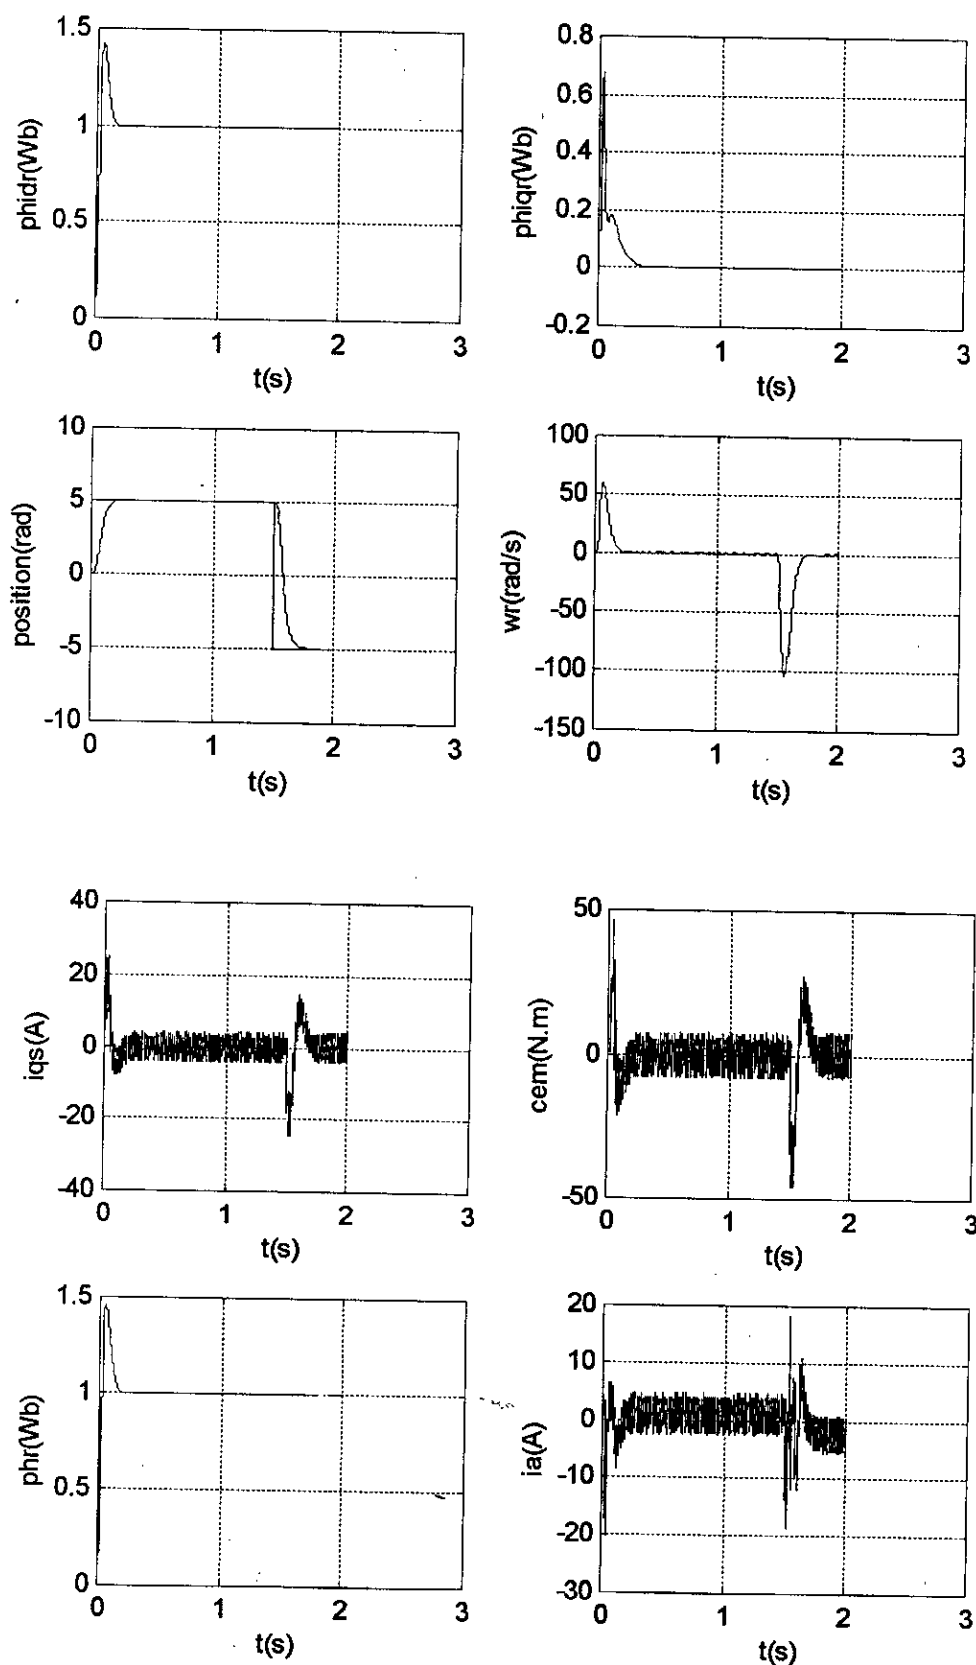 1.5
1
0.5
0
phidr(Wb)
0 1 2 3
t(s)
0.8
0.6
0.4
0.2
0
-0.2
phiqr(Wb)
0 1 2 3
t(s)
10
5
0
-5
-10
position(rad)
0 1 2 3
t(s)
100
50
0
-50
-100
-150
wr(rad/s)
0 1 2 3
t(s)
40
20
0
-20
-40
iqs(A)
0 1 2 3
t(s)
50
0
-50
cem(N.m)
0 1 2 3
t(s)
1.5
1
0.5
0
phr(Wb)
0 1 2 3
t(s)
20
10
0
-10
-20
-30
ia(A)
0 1 2 3
t(s)